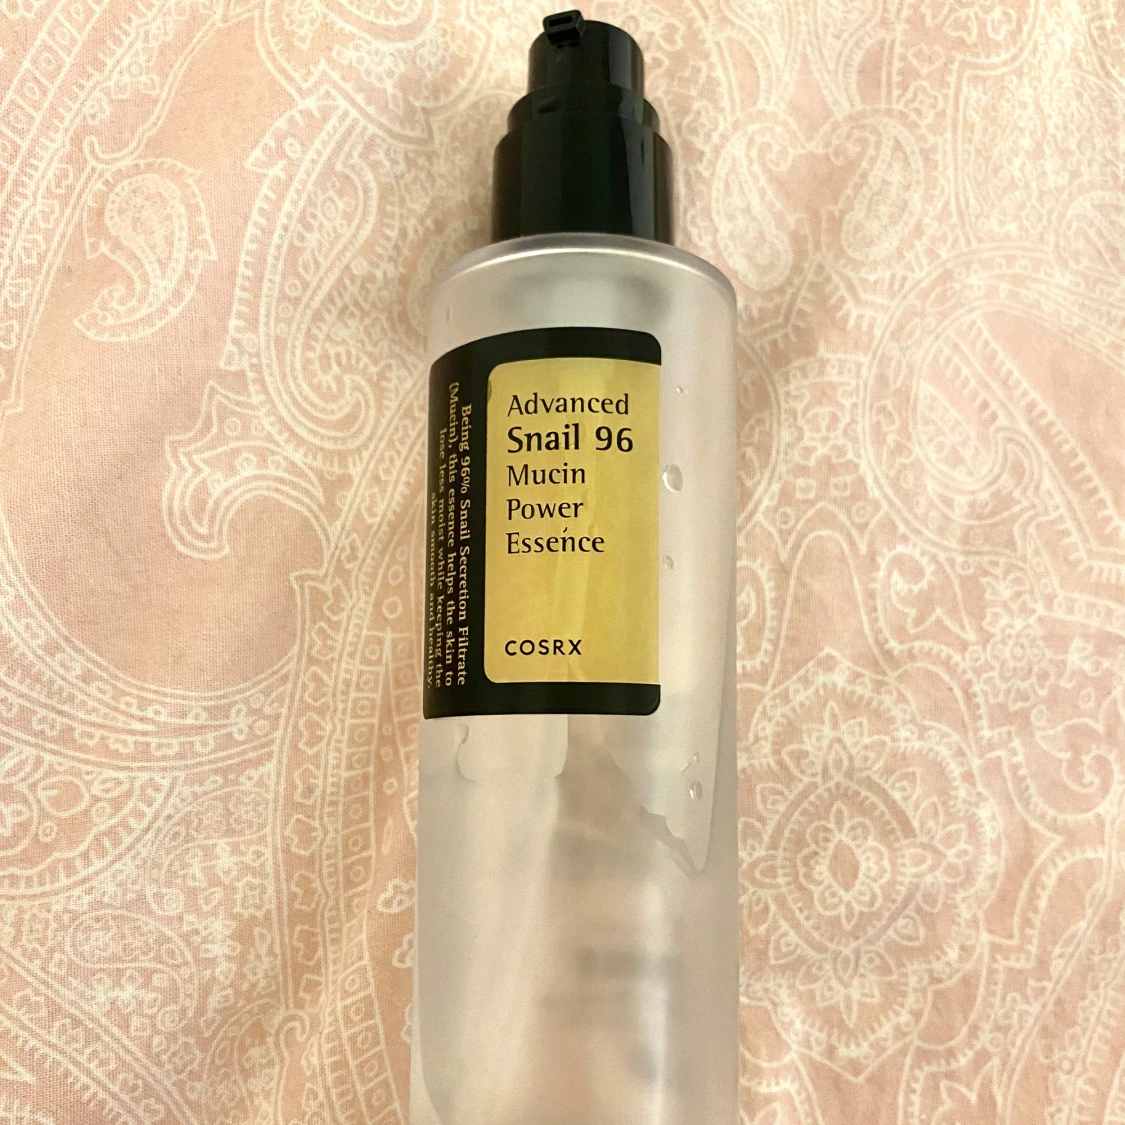 Advanced
Snail 96
Mucin
Power
Essence
COSRX
Being 96% Snail Secretion Filtrate
(Mucin), this essence helps the skin to
lose less moist while keeping the
skin smooth and healthy.